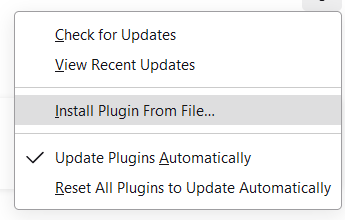 Check for Updates
View Recent Updates
Install Plugin From File...
Update Plugins Automatically
Reset All Plugins to Update Automatically